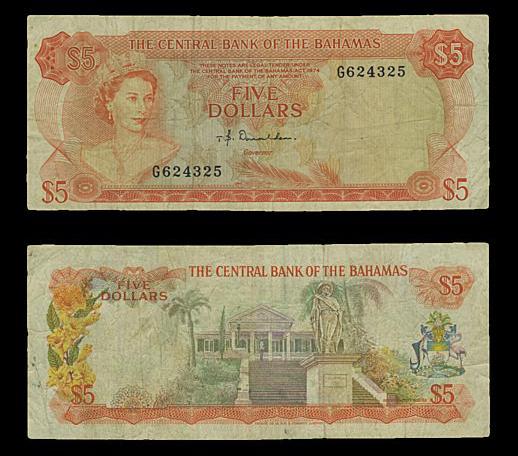 THE CENTRAL BANK OF THE BAHAMAS
$5
$5
THESE NOTES ARE LEGAL TENDER UNDER
THE CENTRAL BANK OF THE BAHAMAS ACT 1974
FOR THE PAYMENT OF ANY AMOUNT
G624325
FIVE
DOLLARS
T. B. Donaldson.
Governor
G624325
$5
$5
FIVE
DOLLARS
THE CENTRAL BANK OF THE BAHAMAS
$5
$5
$5